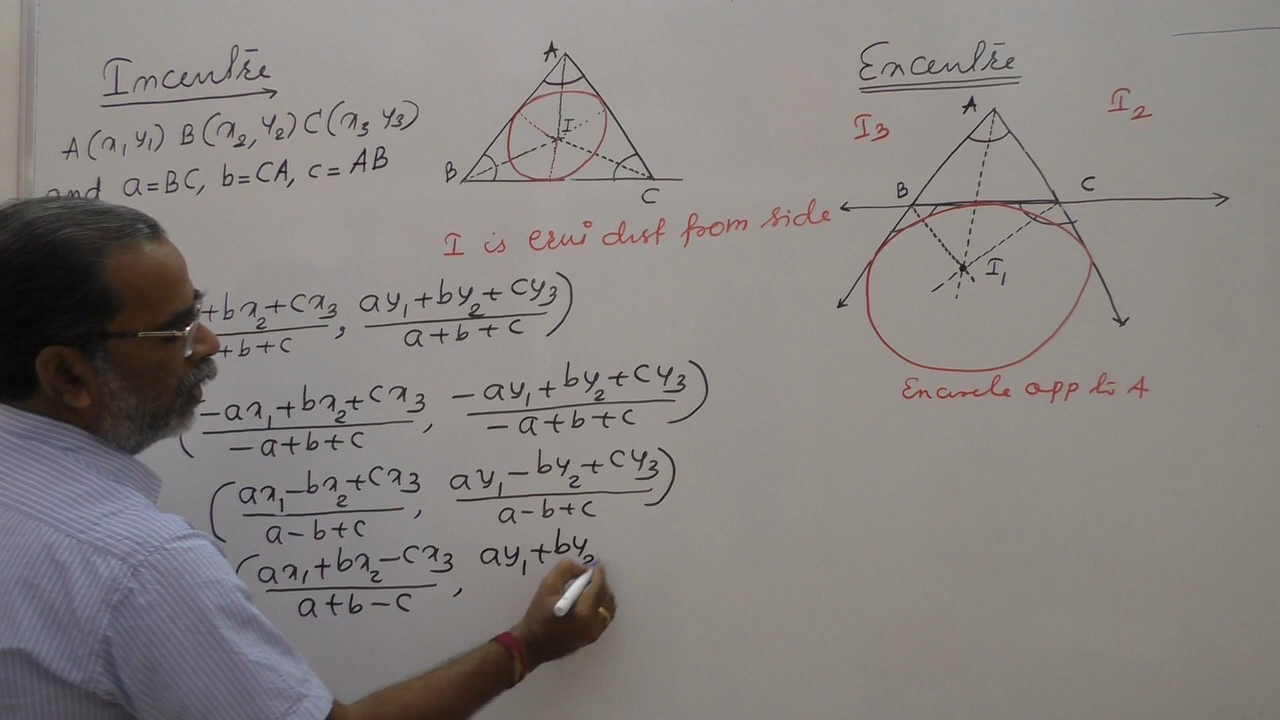 Incentre
A(x₁ y₁) B(x₂, y₂) C(x₃ y₃)
and a=BC, b=CA, c=AB
A
I
B
C
I is equi dist from side
+bx₂+cx₃ / +b+c, ay₁+by₂+cy₃ / a+b+c)
(-ax₁+bx₂+cx₃ / -a+b+c, -ay₁+by₂+cy₃ / -a+b+c)
(ax₁-bx₂+cx₃ / a-b+c, ay₁-by₂+cy₃ / a-b+c)
(ax₁+bx₂-cx₃ / a+b-c, ay₁+by₂
Excentre
I₃
A
I₂
B
C
I₁
Excircle opp to A